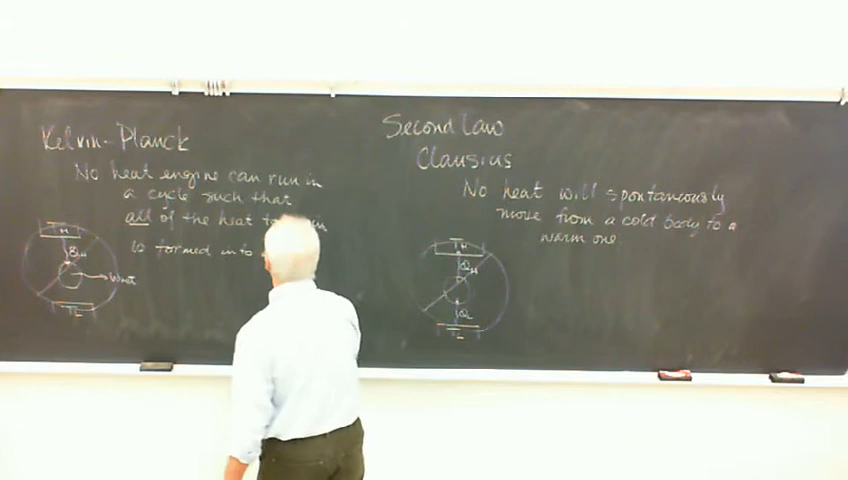 Kelvin-Planck
No heat engine can run in
a cycle such that
all of the heat
is formed into
TH
QH
Wnet
TL
Second Law
Clausius
No heat will spontaneously
move from a cold body to a
warm one.
TH
QH
QL
TL